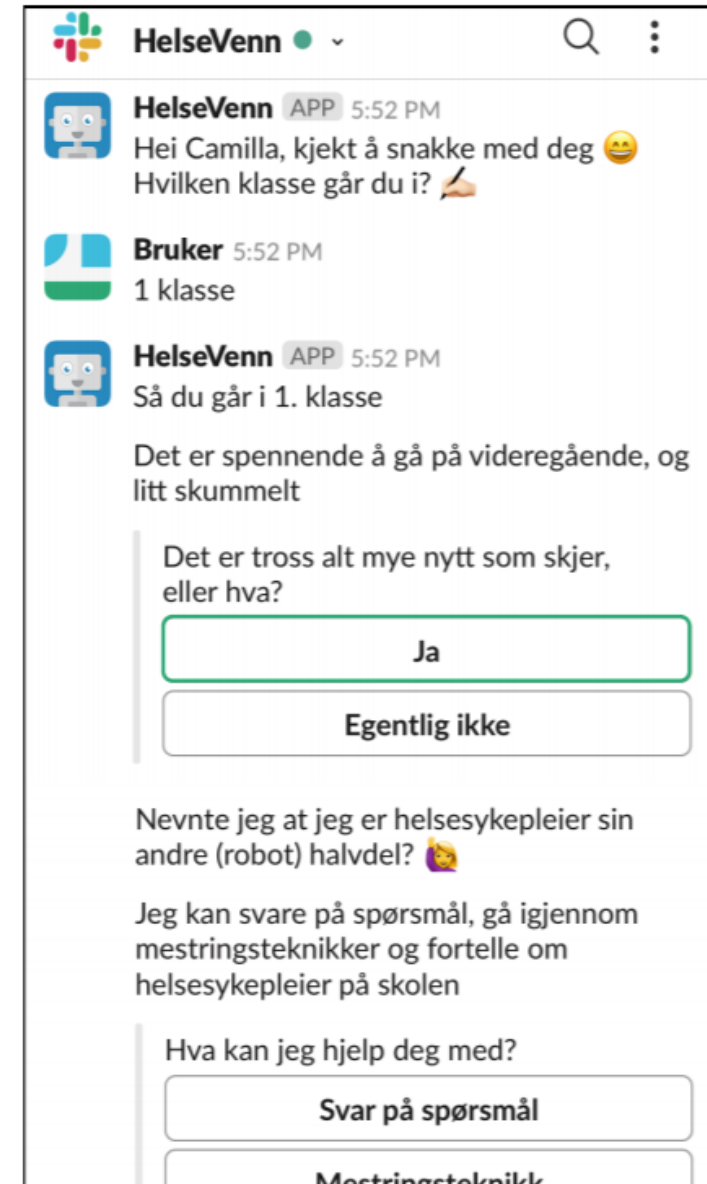 HelseVenn
HelseVenn APP 5:52 PM
Hei Camilla, kjekt å snakke med deg 😄
Hvilken klasse går du i? ✍🏻
Bruker 5:52 PM
1 klasse
HelseVenn APP 5:52 PM
Så du går i 1. klasse
Det er spennende å gå på videregående, og
litt skummelt
Det er tross alt mye nytt som skjer,
eller hva?
Ja
Egentlig ikke
Nevnte jeg at jeg er helsesykepleier sin
andre (robot) halvdel? 🙋‍♀️
Jeg kan svare på spørsmål, gå igjennom
mestringsteknikker og fortelle om
helsesykepleier på skolen
Hva kan jeg hjelp deg med?
Svar på spørsmål
Mestringsteknikk